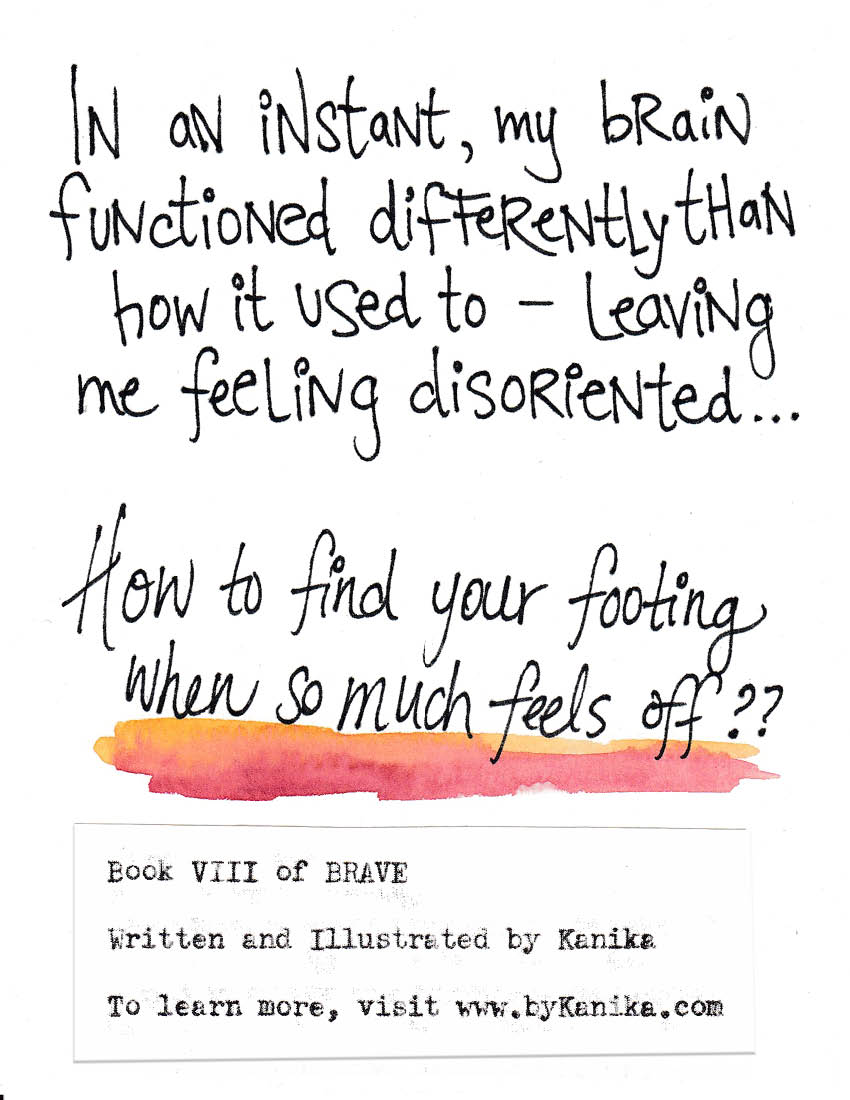 In an instant, my brain
functioned differently than
how it used to – leaving
me feeling disoriented...
How to find your footing
when so much feels off??
Book VIII of BRAVE
Written and Illustrated by Kanika
To learn more, visit www.byKanika.com